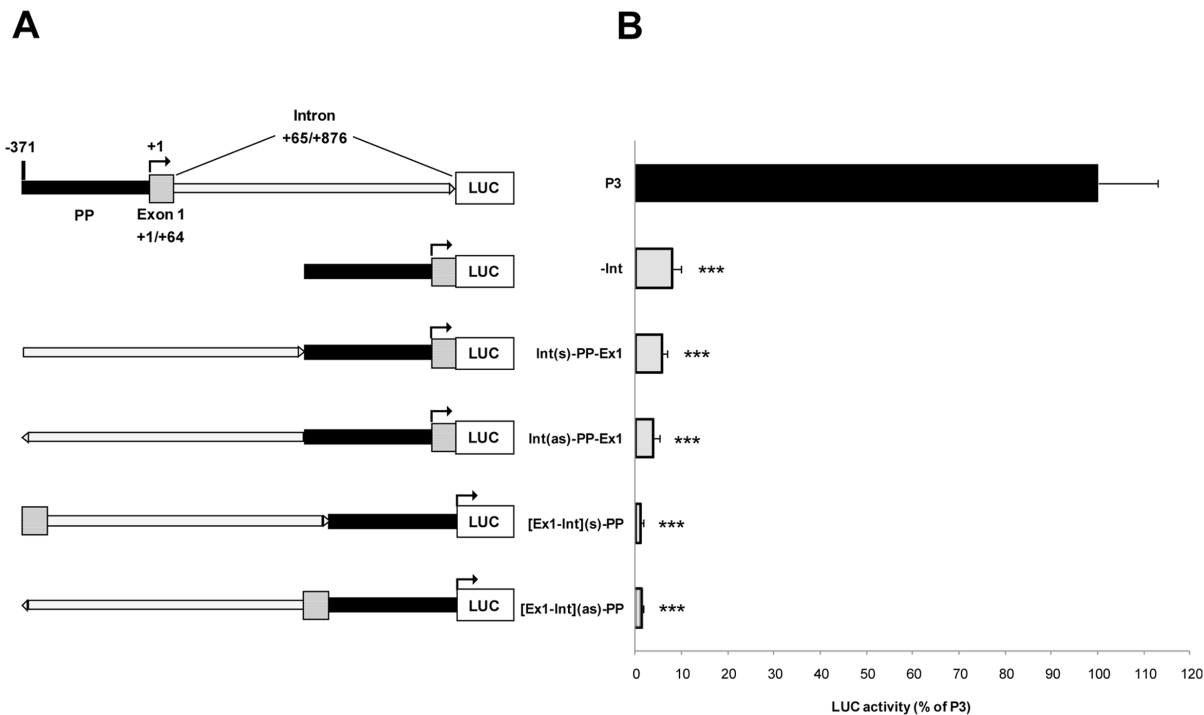 A
B
Intron
+65/+876
-371
+1
LUC
PP
Exon 1
+1/+64
P3
LUC
-Int
***
LUC
Int(s)-PP-Ex1
***
LUC
Int(as)-PP-Ex1
***
LUC
[Ex1-Int](s)-PP
***
LUC
[Ex1-Int](as)-PP
***
0 10 20 30 40 50 60 70 80 90 100 110 120
LUC activity (% of P3)